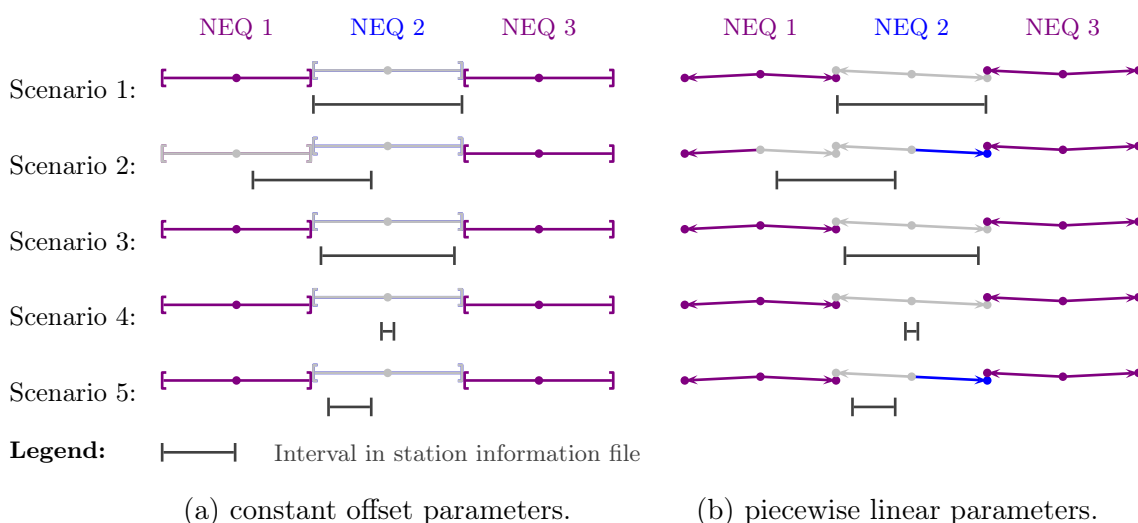 NEQ 1 NEQ 2 NEQ 3 NEQ 1 NEQ 2 NEQ 3
Scenario 1:
Scenario 2:
Scenario 3:
Scenario 4:
Scenario 5:
Legend: Interval in station information file
(a) constant offset parameters. (b) piecewise linear parameters.